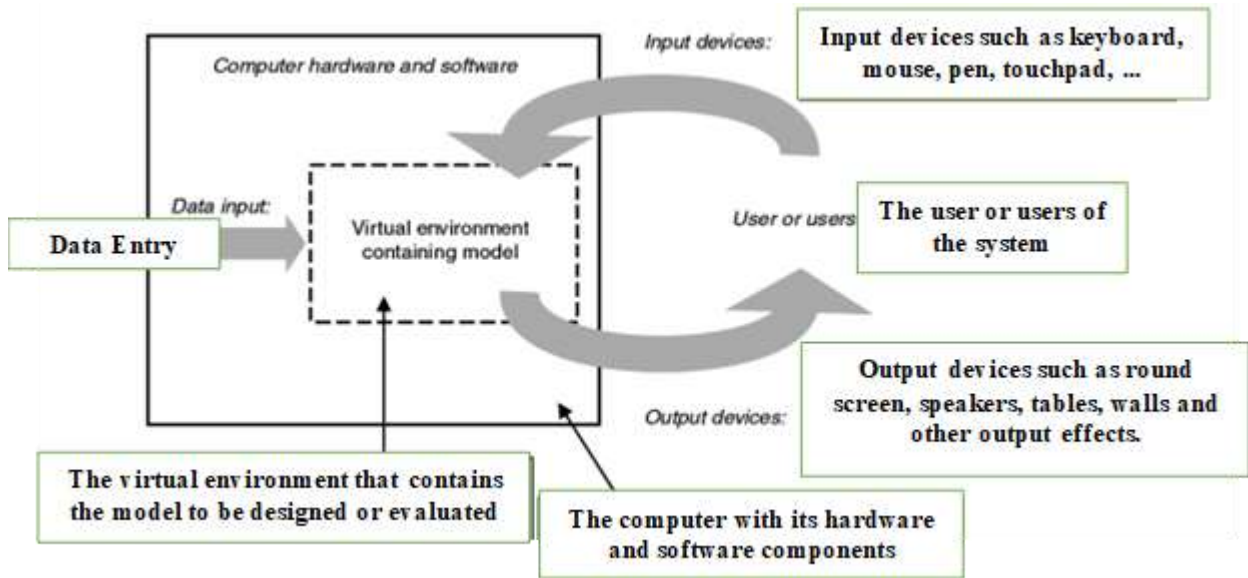 Input devices:
Input devices such as keyboard,
mouse, pen, touchpad, ...
Computer hardware and software
Data input:
Data Entry
Virtual environment
containing model
User or users
The user or users of
the system
Output devices:
Output devices such as round
screen, speakers, tables, walls and
other output effects.
The virtual environment that contains
the model to be designed or evaluated
The computer with its hardware
and software components